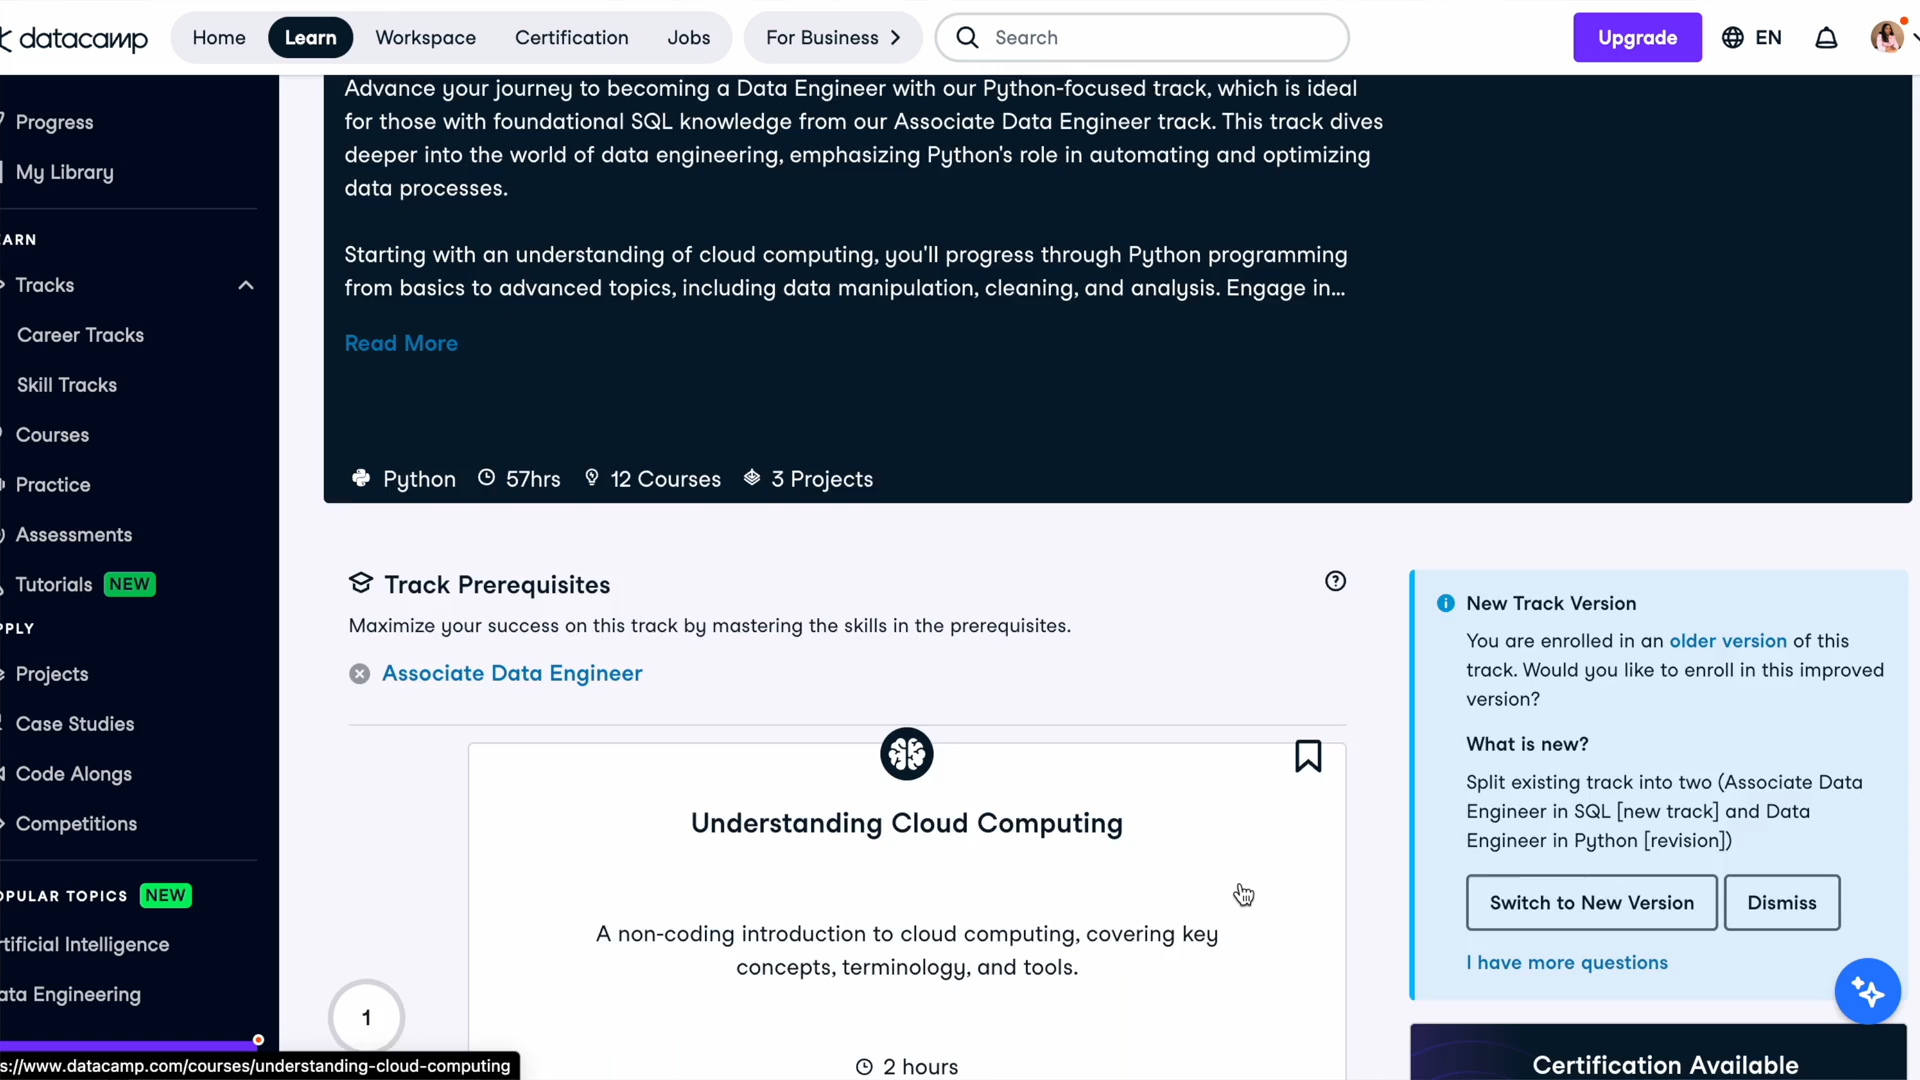 datacamp
Home
Learn
Workspace
Certification
Jobs
For Business
Search
Upgrade
EN
Progress
My Library
ARN
Tracks
Career Tracks
Skill Tracks
Courses
Practice
Assessments
Tutorials NEW
PPLY
Projects
Case Studies
Code Alongs
Competitions
OPULAR TOPICS NEW
rtificial Intelligence
ata Engineering
s://www.datacamp.com/courses/understanding-cloud-computing
Advance your journey to becoming a Data Engineer with our Python-focused track, which is ideal
for those with foundational SQL knowledge from our Associate Data Engineer track. This track dives
deeper into the world of data engineering, emphasizing Python's role in automating and optimizing
data processes.
Starting with an understanding of cloud computing, you'll progress through Python programming
from basics to advanced topics, including data manipulation, cleaning, and analysis. Engage in...
Read More
Python 57hrs 12 Courses 3 Projects
Track Prerequisites
Maximize your success on this track by mastering the skills in the prerequisites.
Associate Data Engineer
Understanding Cloud Computing
A non-coding introduction to cloud computing, covering key
concepts, terminology, and tools.
1
2 hours
New Track Version
You are enrolled in an older version of this
track. Would you like to enroll in this improved
version?
What is new?
Split existing track into two (Associate Data
Engineer in SQL [new track] and Data
Engineer in Python [revision])
Switch to New Version
Dismiss
I have more questions
Certification Available